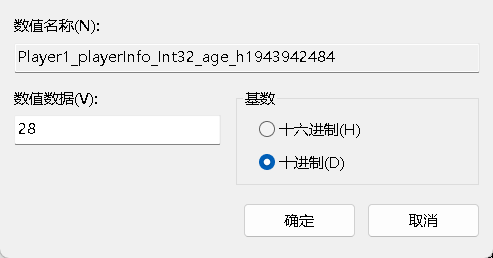 数值名称(N):
Player1_playerInfo_Int32_age_h1943942484
数值数据(V):
28
基数
十六进制(H)
十进制(D)
确定
取消